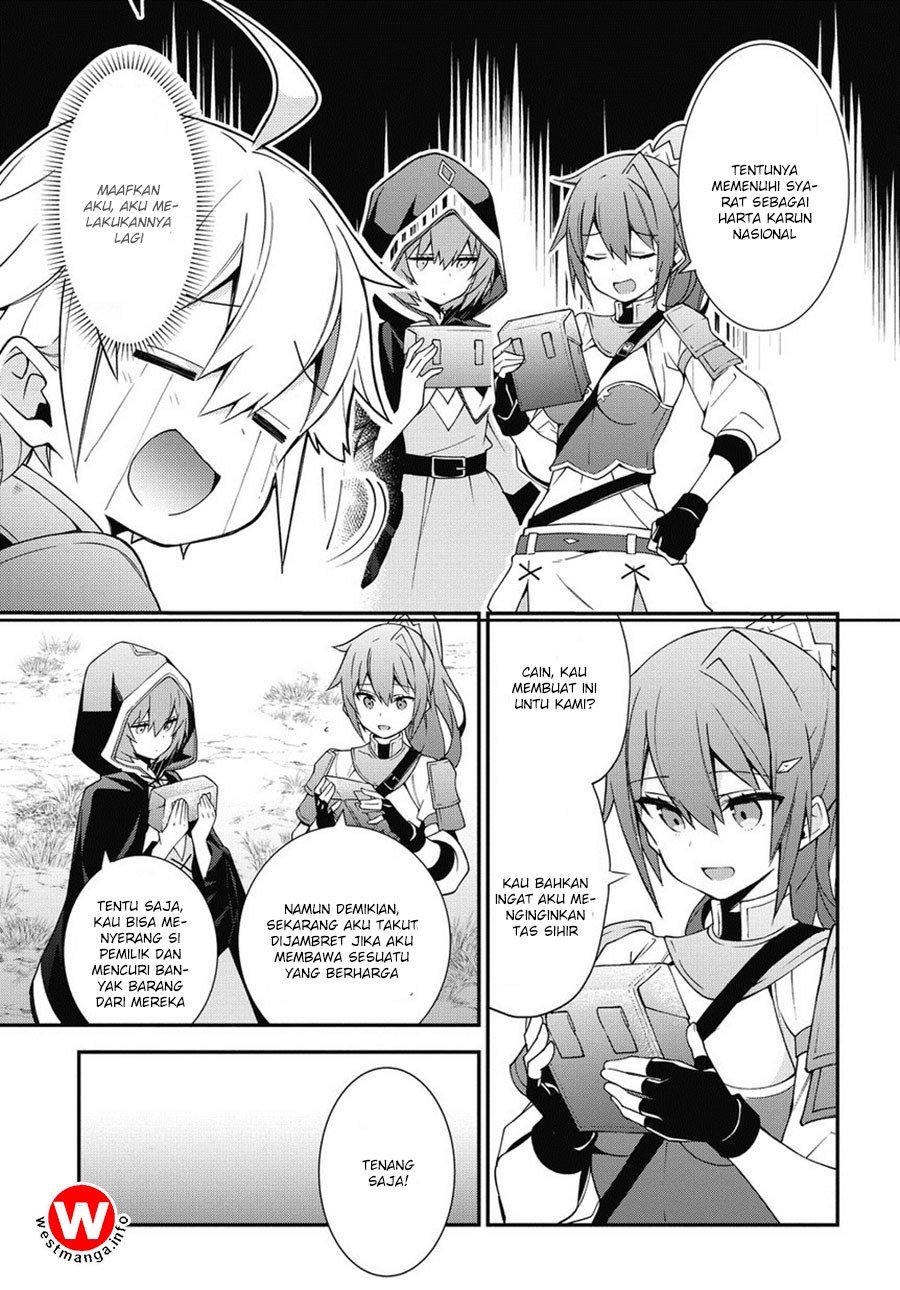 TENTUNYA
MEMENUHI SYA-
RAT SEBAGAI
HARTA KARUN
NASIONAL
MAAFKAN
AKU, AKU ME-
LAKUKANNYA
LAGI
CAIN, KAU
MEMBUAT INI
UNTU KAMI?
KAU BAHKAN
INGAT AKU ME-
NGINGINKAN
TAS SIHIR
NAMUN DEMIKIAN,
SEKARANG AKU TAKUT
DIJAMBRET JIKA AKU
MEMBAWA SESUATU
YANG BERHARGA
TENTU SAJA,
KAU BISA ME-
NYERANG SI
PEMILIK DAN
MENCURI BAN-
YAK BARANG
DARI MEREKA
TENANG
SAJA!
W
westmanga.info